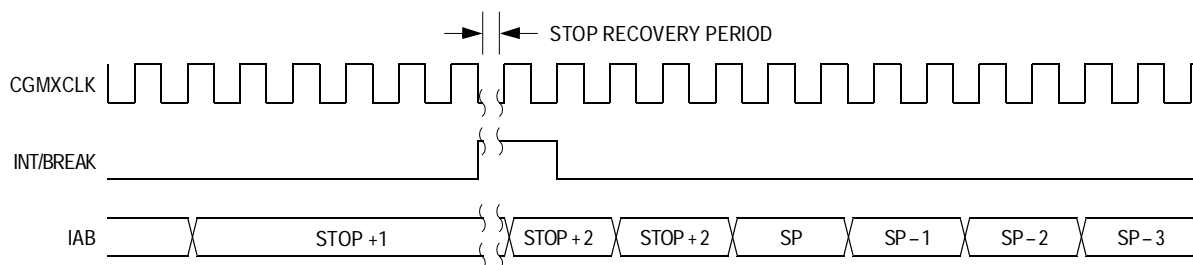 STOP RECOVERY PERIOD
CGMXCLK
INT/BREAK
IAB STOP +1 STOP + 2 STOP + 2 SP SP – 1 SP – 2 SP – 3